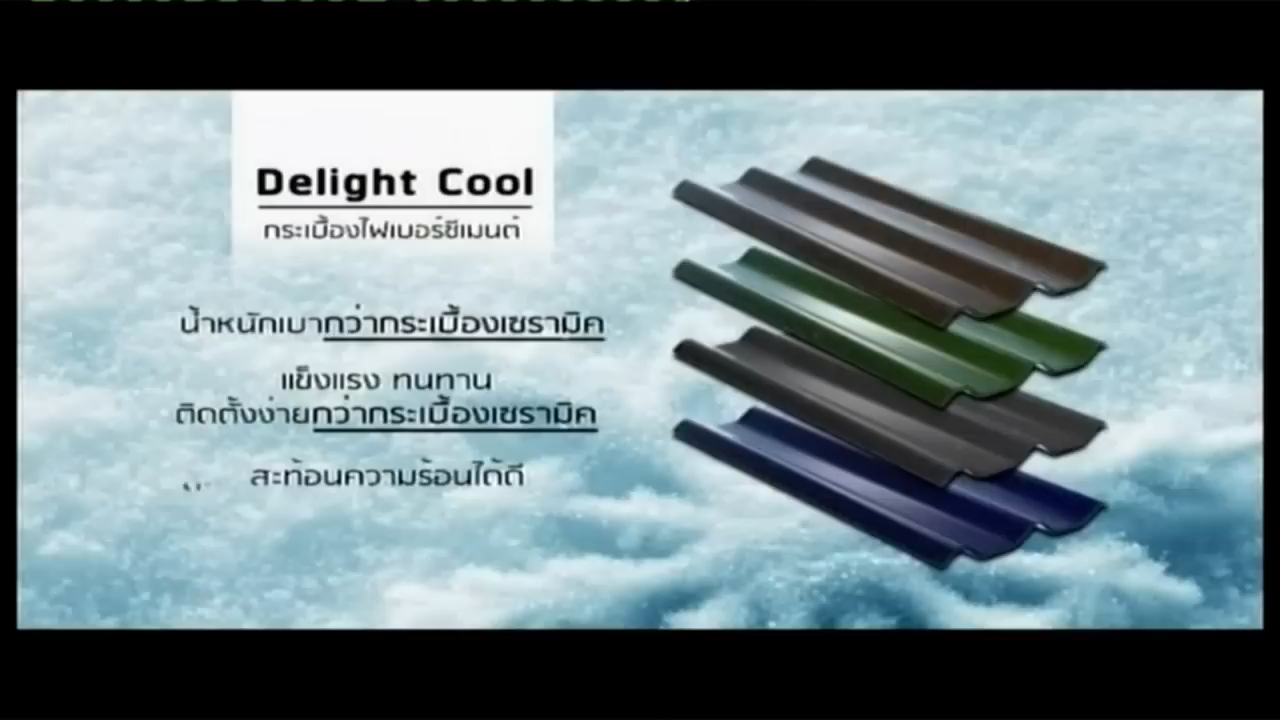 Delight Cool
กระเบื้องไฟเบอร์ซีเมนต์
น้ำหนักเบากว่ากระเบื้องเซรามิค
แข็งแรง ทนทาน
ติดตั้งง่ายกว่ากระเบื้องเซรามิค
สะท้อนความร้อนได้ดี